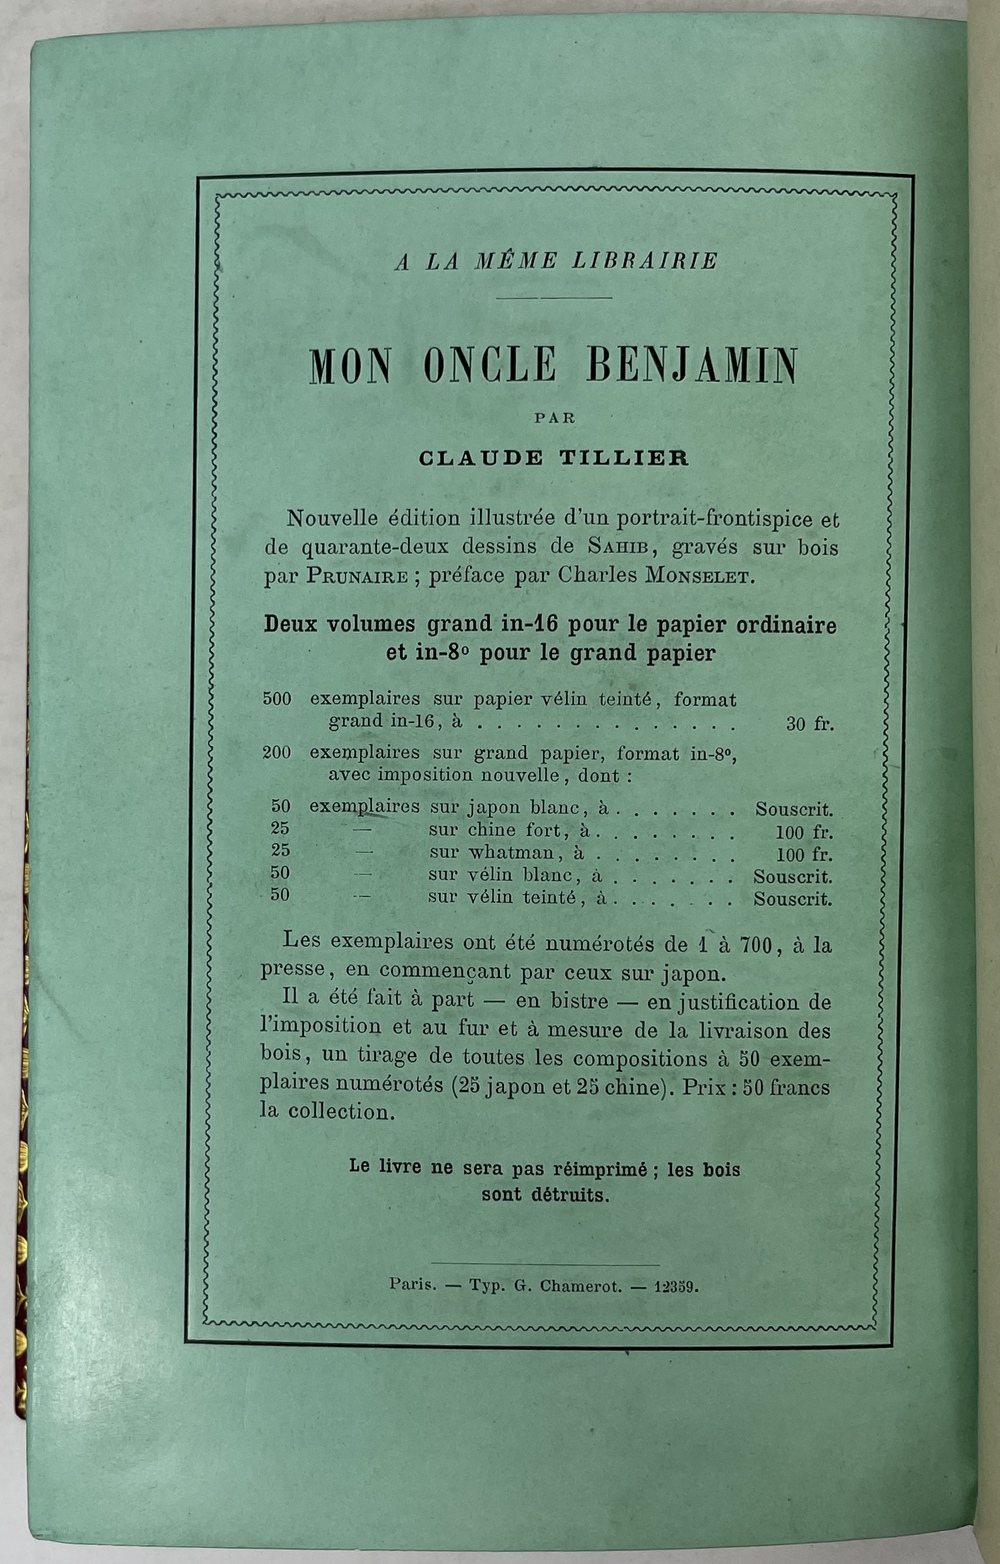 A LA MÊME LIBRAIRIE
MON ONCLE BENJAMIN
PAR
CLAUDE TILLIER
Nouvelle édition illustrée d'un portrait-frontispice et
de quarante-deux dessins de SAHIB, gravés sur bois
par PRUNAIRE ; préface par Charles MONSELET.
Deux volumes grand in-16 pour le papier ordinaire
et in-8º pour le grand papier
500 exemplaires sur papier vélin teinté, format
grand in-16, à . . . . . . . . . . . . . . 30 fr.
200 exemplaires sur grand papier, format in-8º,
avec imposition nouvelle, dont :
50 exemplaires sur japon blanc, à . . . . . . . Souscrit.
25 — sur chine fort, à . . . . . . . . 100 fr.
25 — sur whatman, à . . . . . . . . 100 fr.
50 — sur vélin blanc, à . . . . . . . Souscrit.
50 — sur vélin teinté, à . . . . . . . Souscrit.
Les exemplaires ont été numérotés de 1 à 700, à la
presse, en commençant par ceux sur japon.
Il a été fait à part — en bistre — en justification de
l'imposition et au fur et à mesure de la livraison des
bois, un tirage de toutes les compositions à 50 exem-
plaires numérotés (25 japon et 25 chine). Prix : 50 francs
la collection.
Le livre ne sera pas réimprimé ; les bois
sont détruits.
Paris. — Typ. G. Chamerot. — 12359.